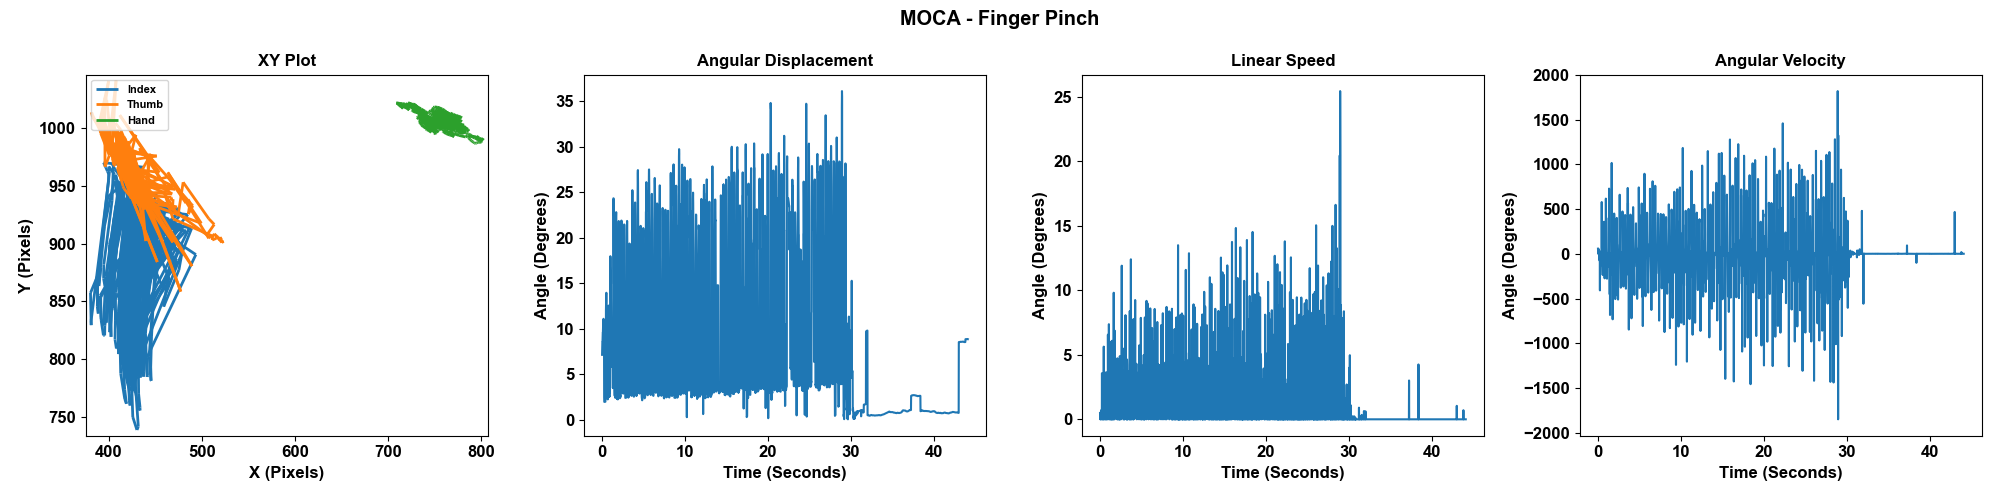 MOCA - Finger Pinch
XY Plot
Index
Thumb
Hand
1000
950
900
850
800
750
Y (Pixels)
400 500 600 700 800
X (Pixels)
Angular Displacement
35
30
25
20
15
10
5
0
Angle (Degrees)
0 10 20 30 40
Time (Seconds)
Linear Speed
25
20
15
10
5
0
Angle (Degrees)
0 10 20 30 40
Time (Seconds)
Angular Velocity
2000
1500
1000
500
0
−500
−1000
−1500
−2000
Angle (Degrees)
0 10 20 30 40
Time (Seconds)